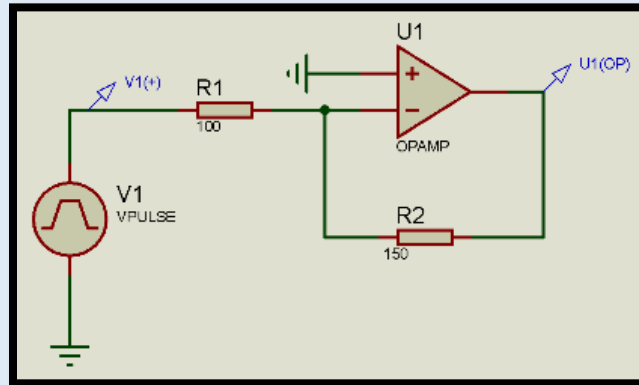 U1
V1(+)
R1
100
+
−
OPAMP
U1(OP)
V1
VPULSE
R2
150